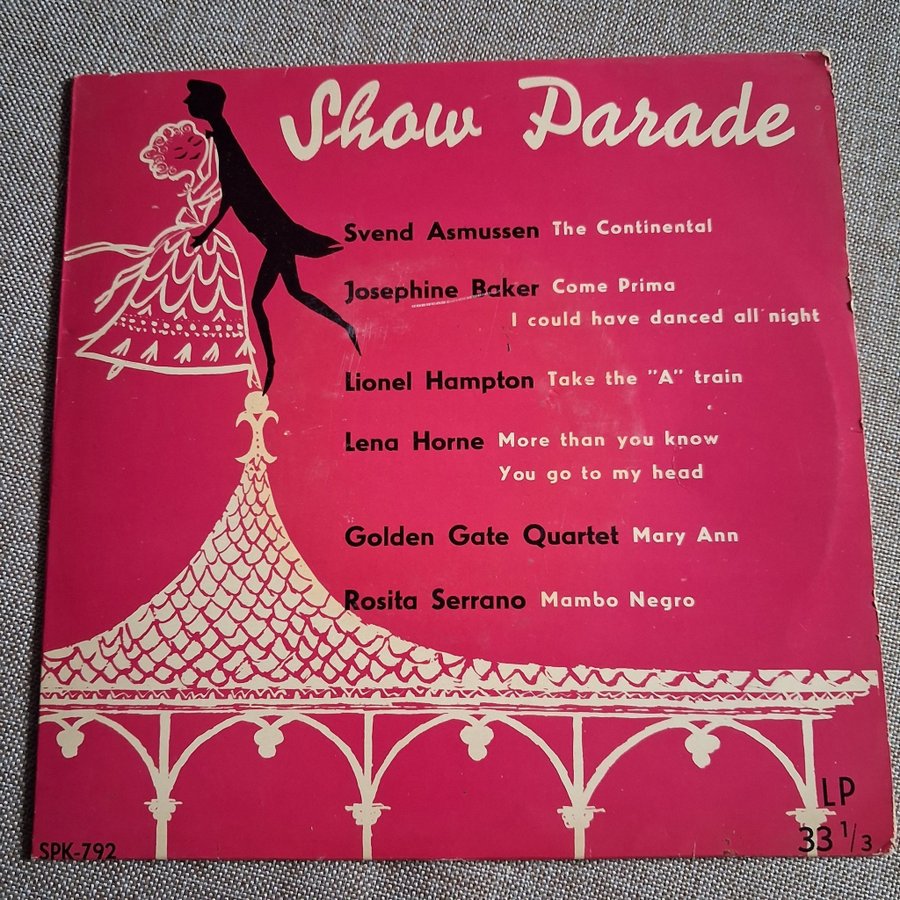 Show Parade
Svend Asmussen The Continental
Josephine Baker Come Prima
I could have danced all night
Lionel Hampton Take the "A" train
Lena Horne More than you know
You go to my head
Golden Gate Quartet Mary Ann
Rosita Serrano Mambo Negro
LP
33 1/3
SPK-792